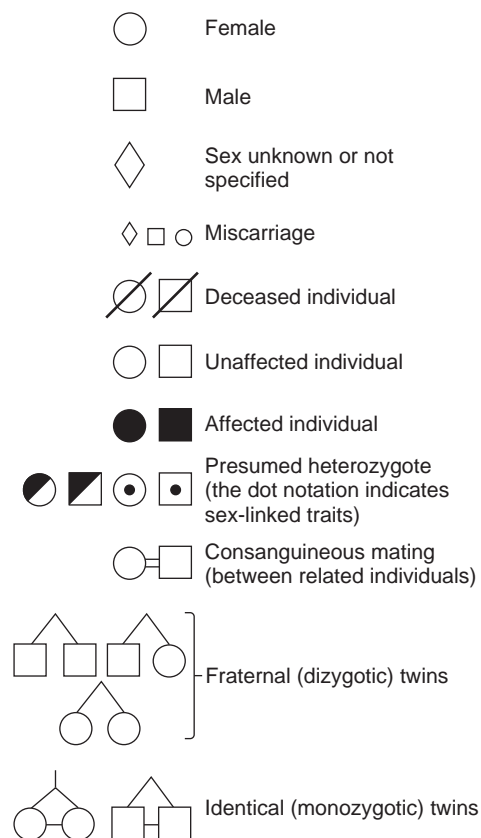 Female
Male
Sex unknown or not
specified
Miscarriage
Deceased individual
Unaffected individual
Affected individual
Presumed heterozygote
(the dot notation indicates
sex-linked traits)
Consanguineous mating
(between related individuals)
Fraternal (dizygotic) twins
Identical (monozygotic) twins